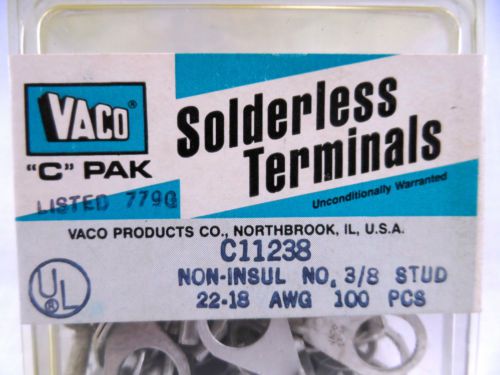 VACO®
"C" PAK
LISTED 779G
Solderless
Terminals
Unconditionally Warranted
VACO PRODUCTS CO., NORTHBROOK, IL, U.S.A.
C11238
UL®
NON-INSUL NO. 3/8 STUD
22-18 AWG 100 PCS